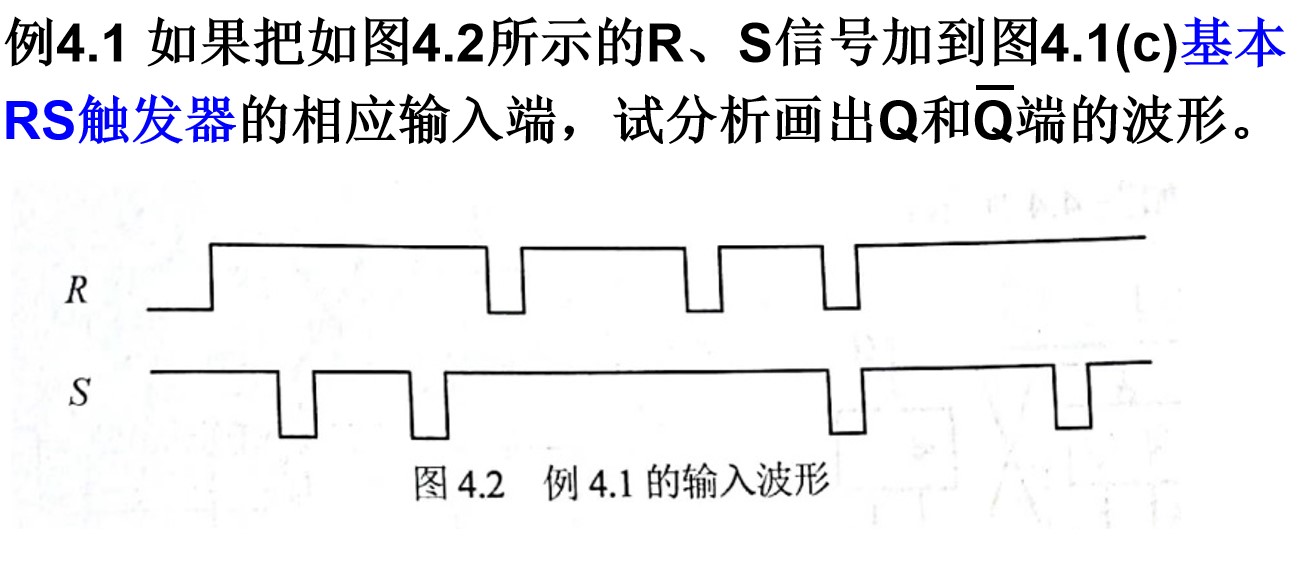 例4.1 如果把如图4.2所示的R、S信号加到图4.1(c)基本
RS触发器的相应输入端，试分析画出Q和Q̅端的波形。
R
S
图 4.2 例 4.1 的输入波形